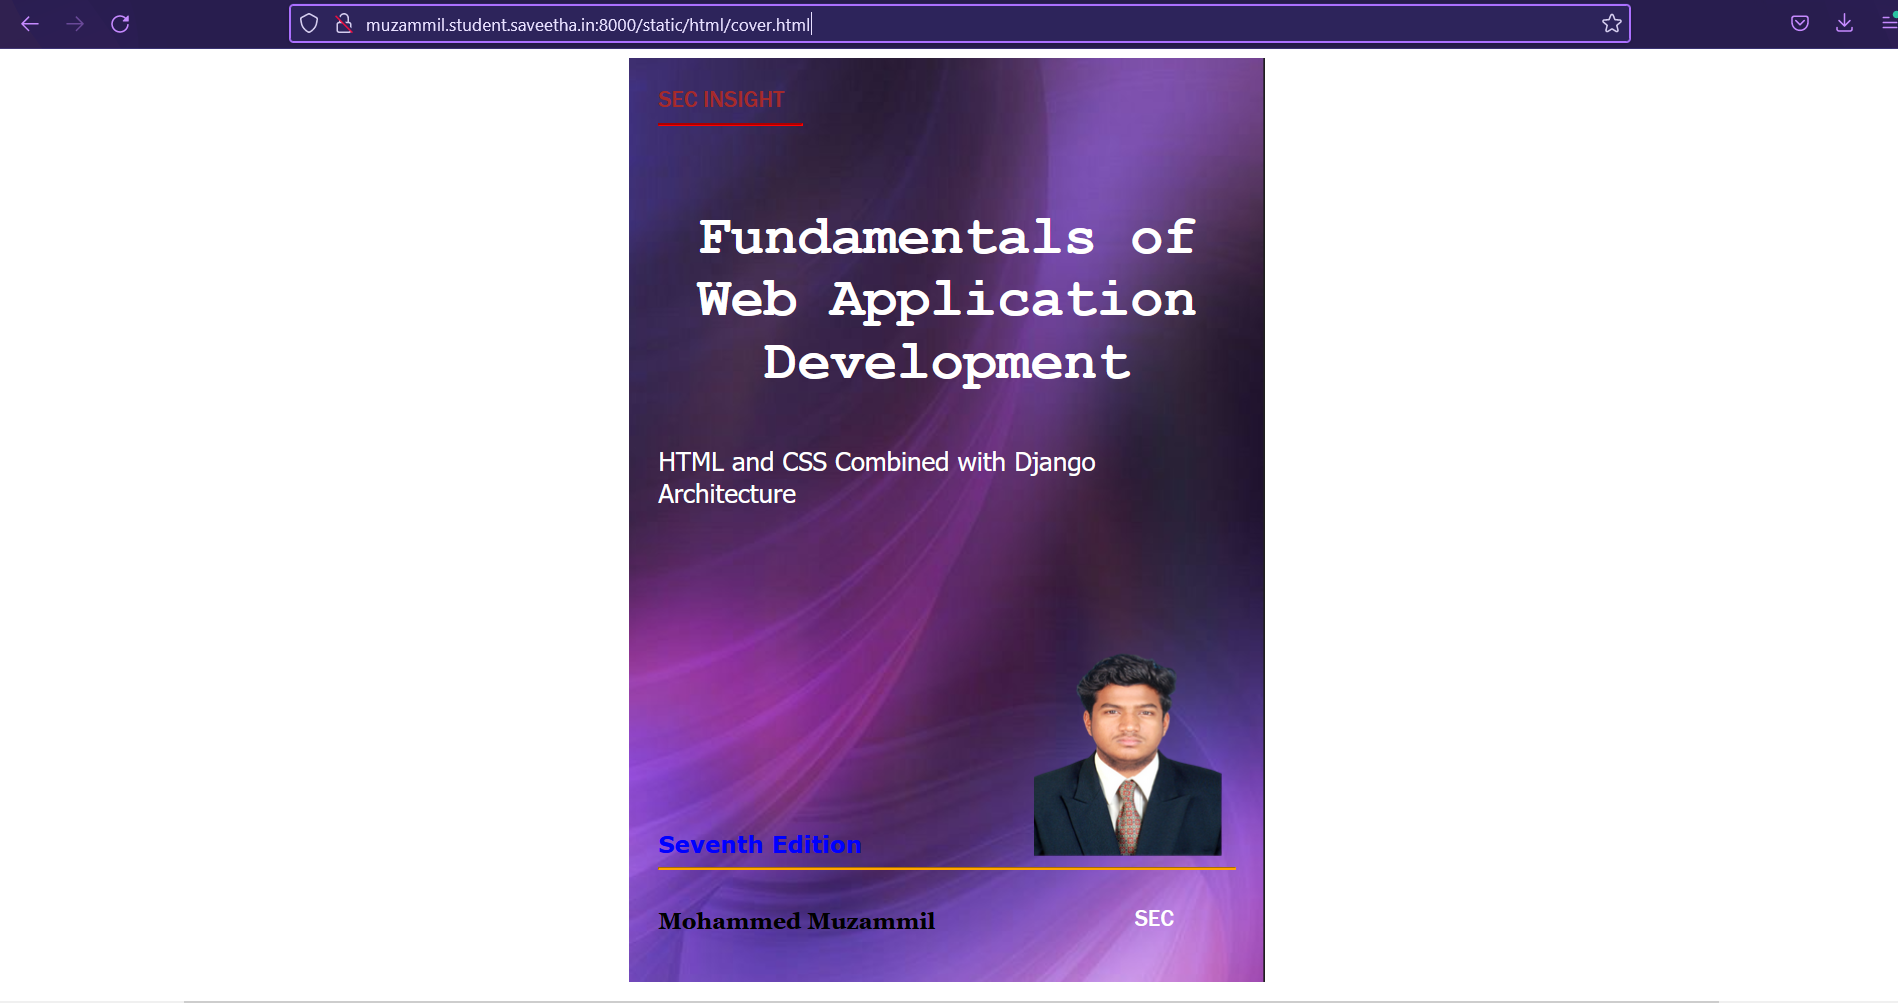 muzammil.student.saveetha.in:8000/static/html/cover.html
SEC INSIGHT
Fundamentals of
Web Application
Development
HTML and CSS Combined with Django
Architecture
Seventh Edition
Mohammed Muzammil
SEC